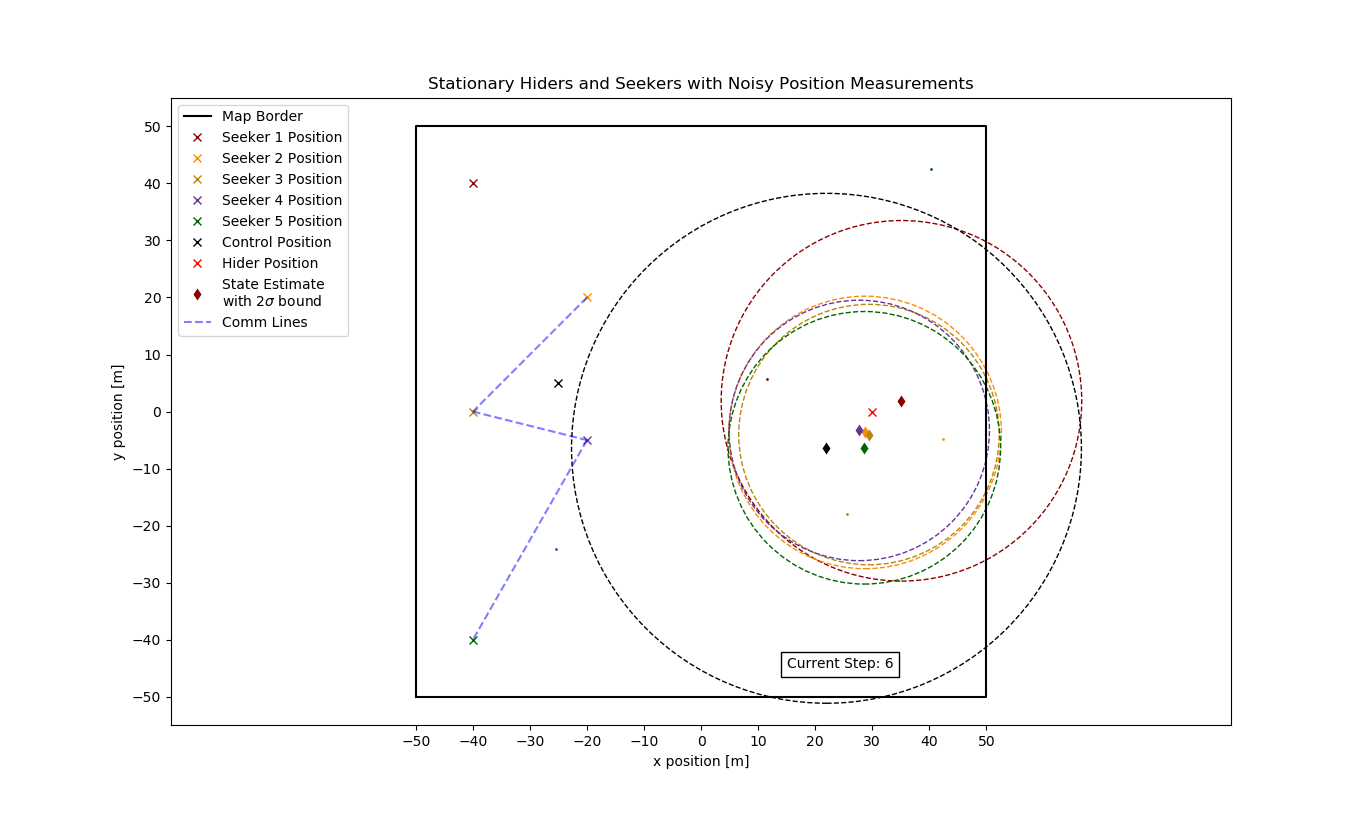 Stationary Hiders and Seekers with Noisy Position Measurements
Map Border
Seeker 1 Position
Seeker 2 Position
Seeker 3 Position
Seeker 4 Position
Seeker 5 Position
Control Position
Hider Position
State Estimate
with 2σ bound
Comm Lines
y position [m]
50
40
30
20
10
0
−10
−20
−30
−40
−50
Current Step: 6
−50
−40
−30
−20
−10
0
10
20
30
40
50
x position [m]